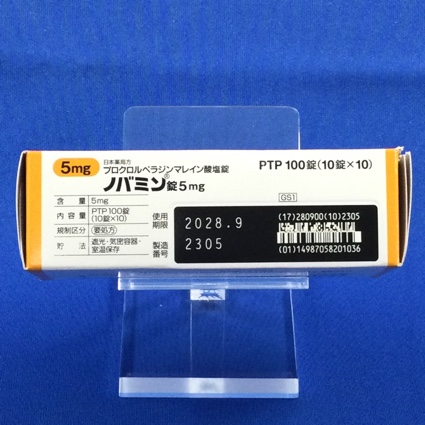 5mg
日本薬局方
プロクロルペラジンマレイン酸塩錠
ノバミン®錠5mg
PTP 100錠(10錠×10)
含量 5mg
内容量 PTP100錠
(10錠×10)
規制区分 要処方
貯法 遮光・気密容器・
室温保存
使用
期限
2028.9
製造
番号
2305
GS1
(17)280900(10)2305
(01)14987058201036